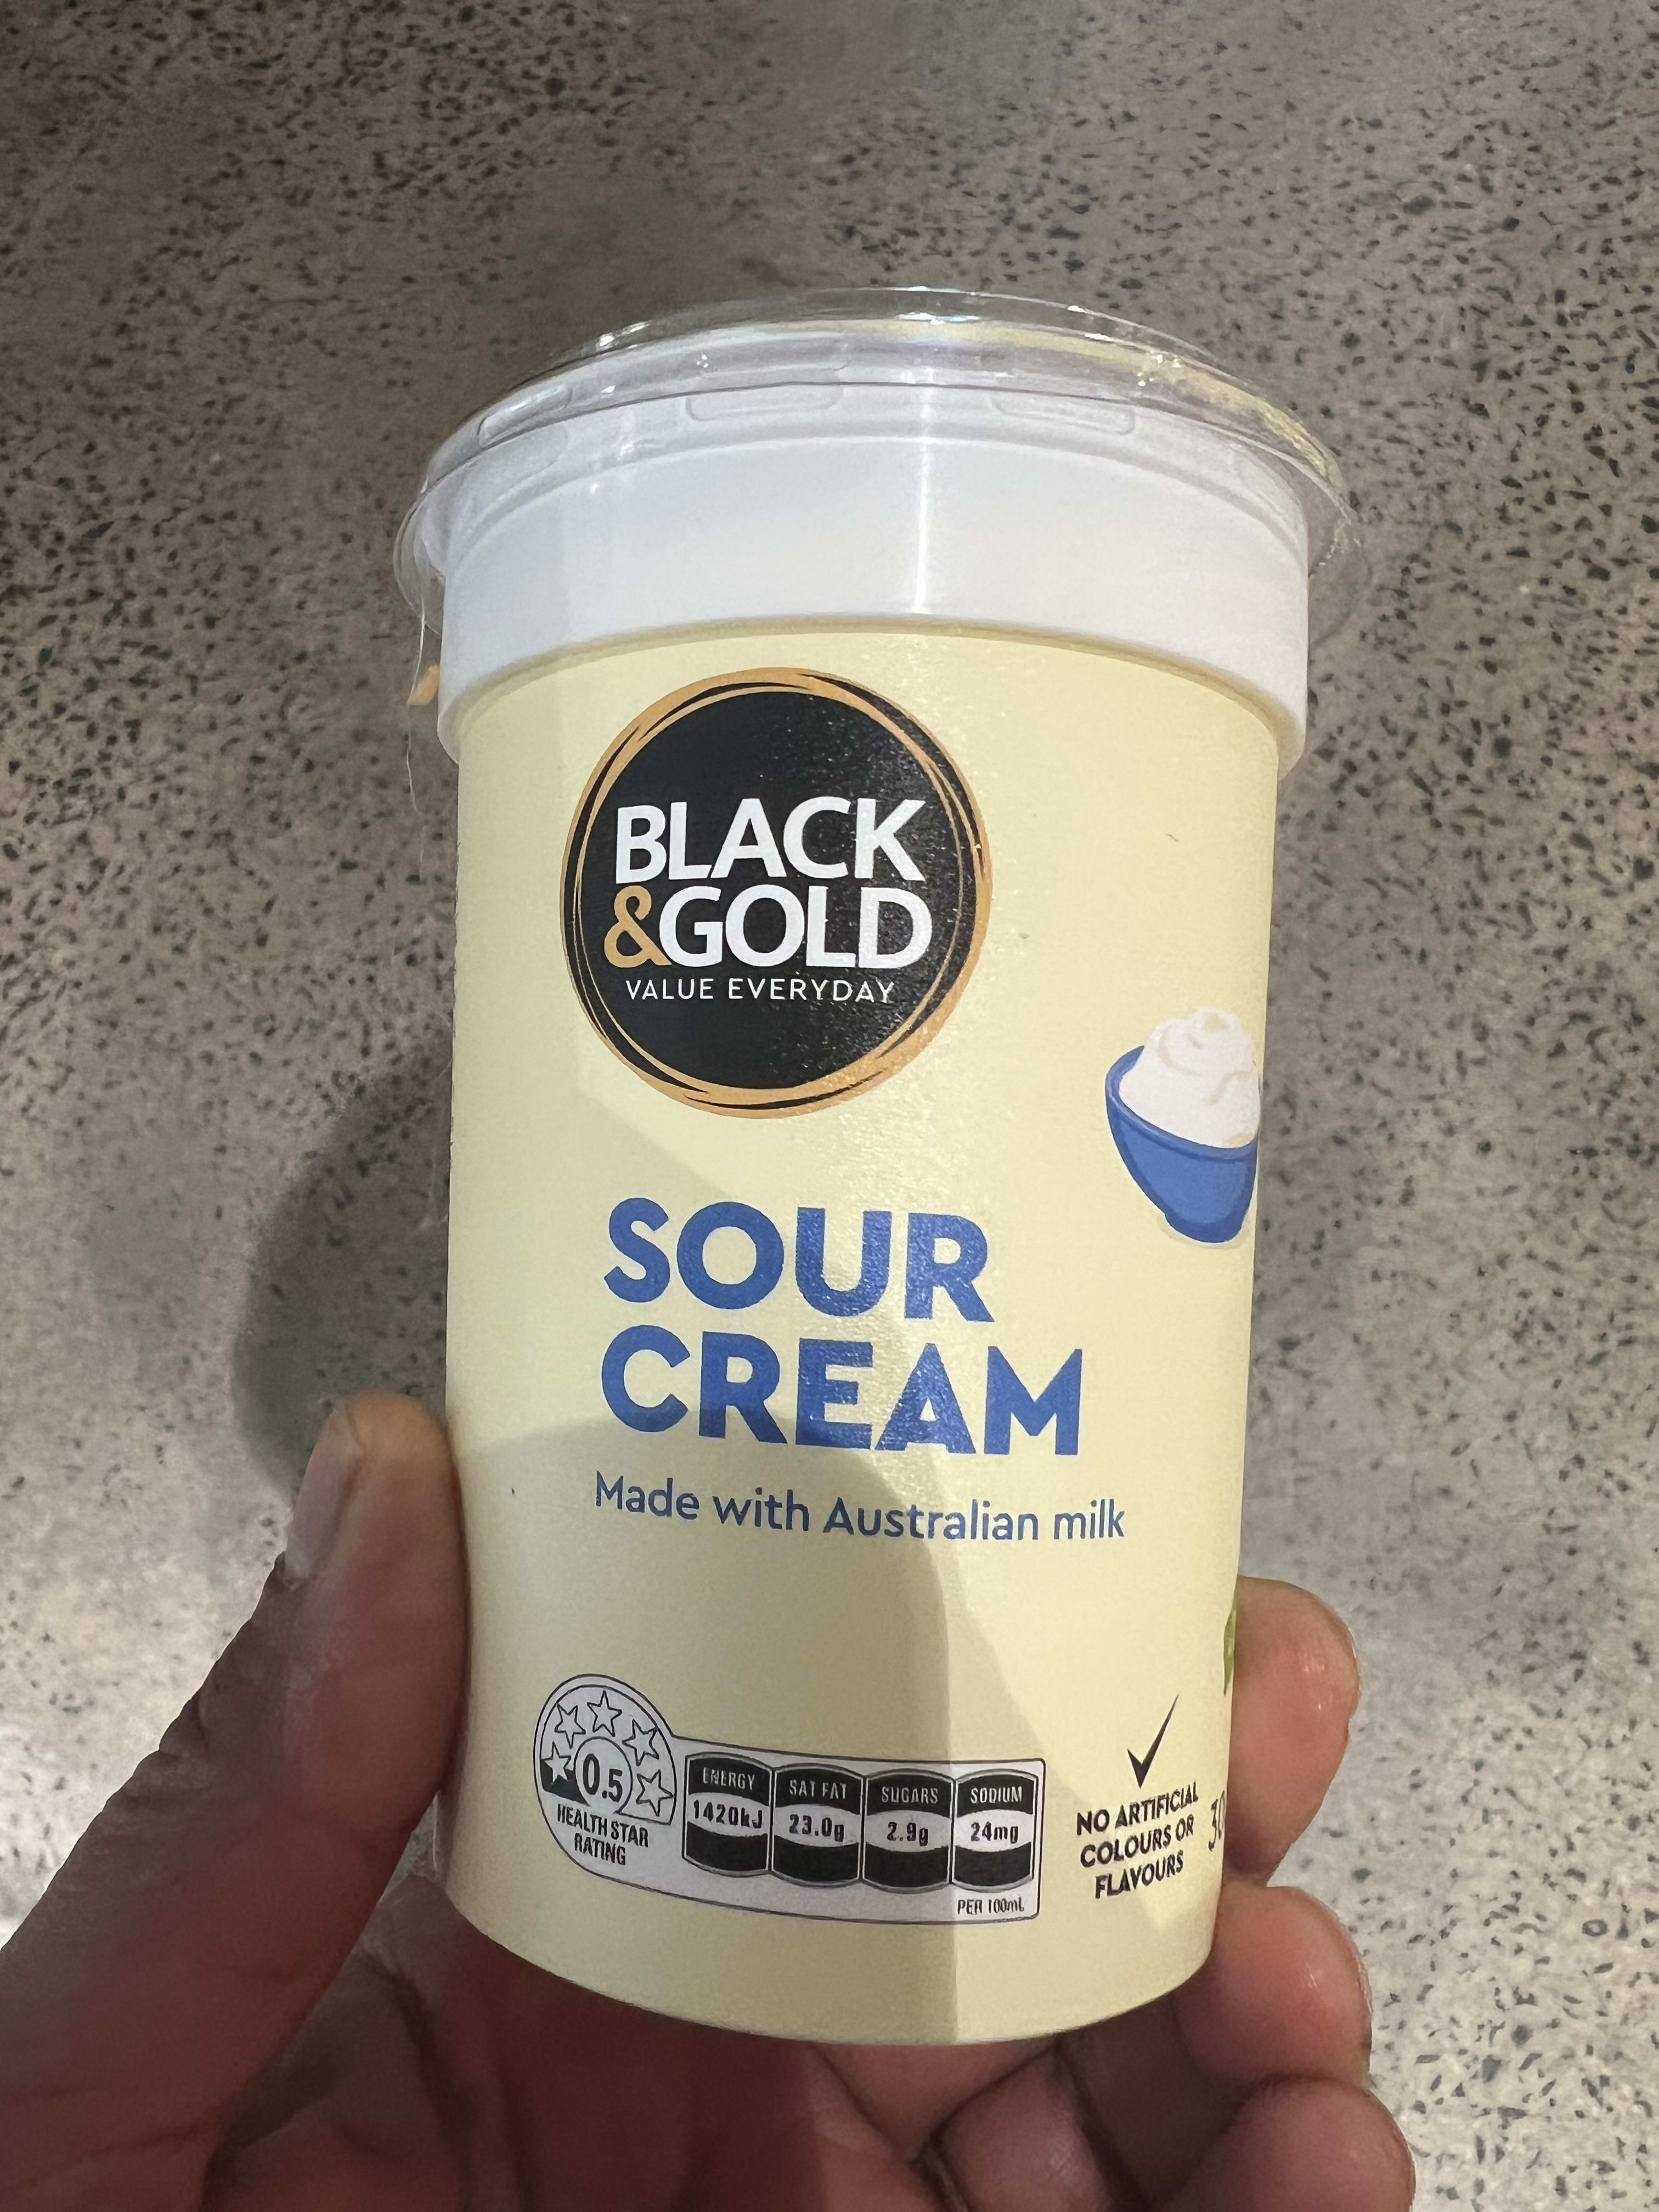 BLACK
&GOLD
VALUE EVERYDAY
SOUR
CREAM
Made with Australian milk
0.5
HEALTH STAR
RATING
ENERGY
1420kJ
SAT FAT
23.0g
SUGARS
2.9g
SODIUM
24mg
PER 100mL
NO ARTIFICIAL
COLOURS OR
FLAVOURS